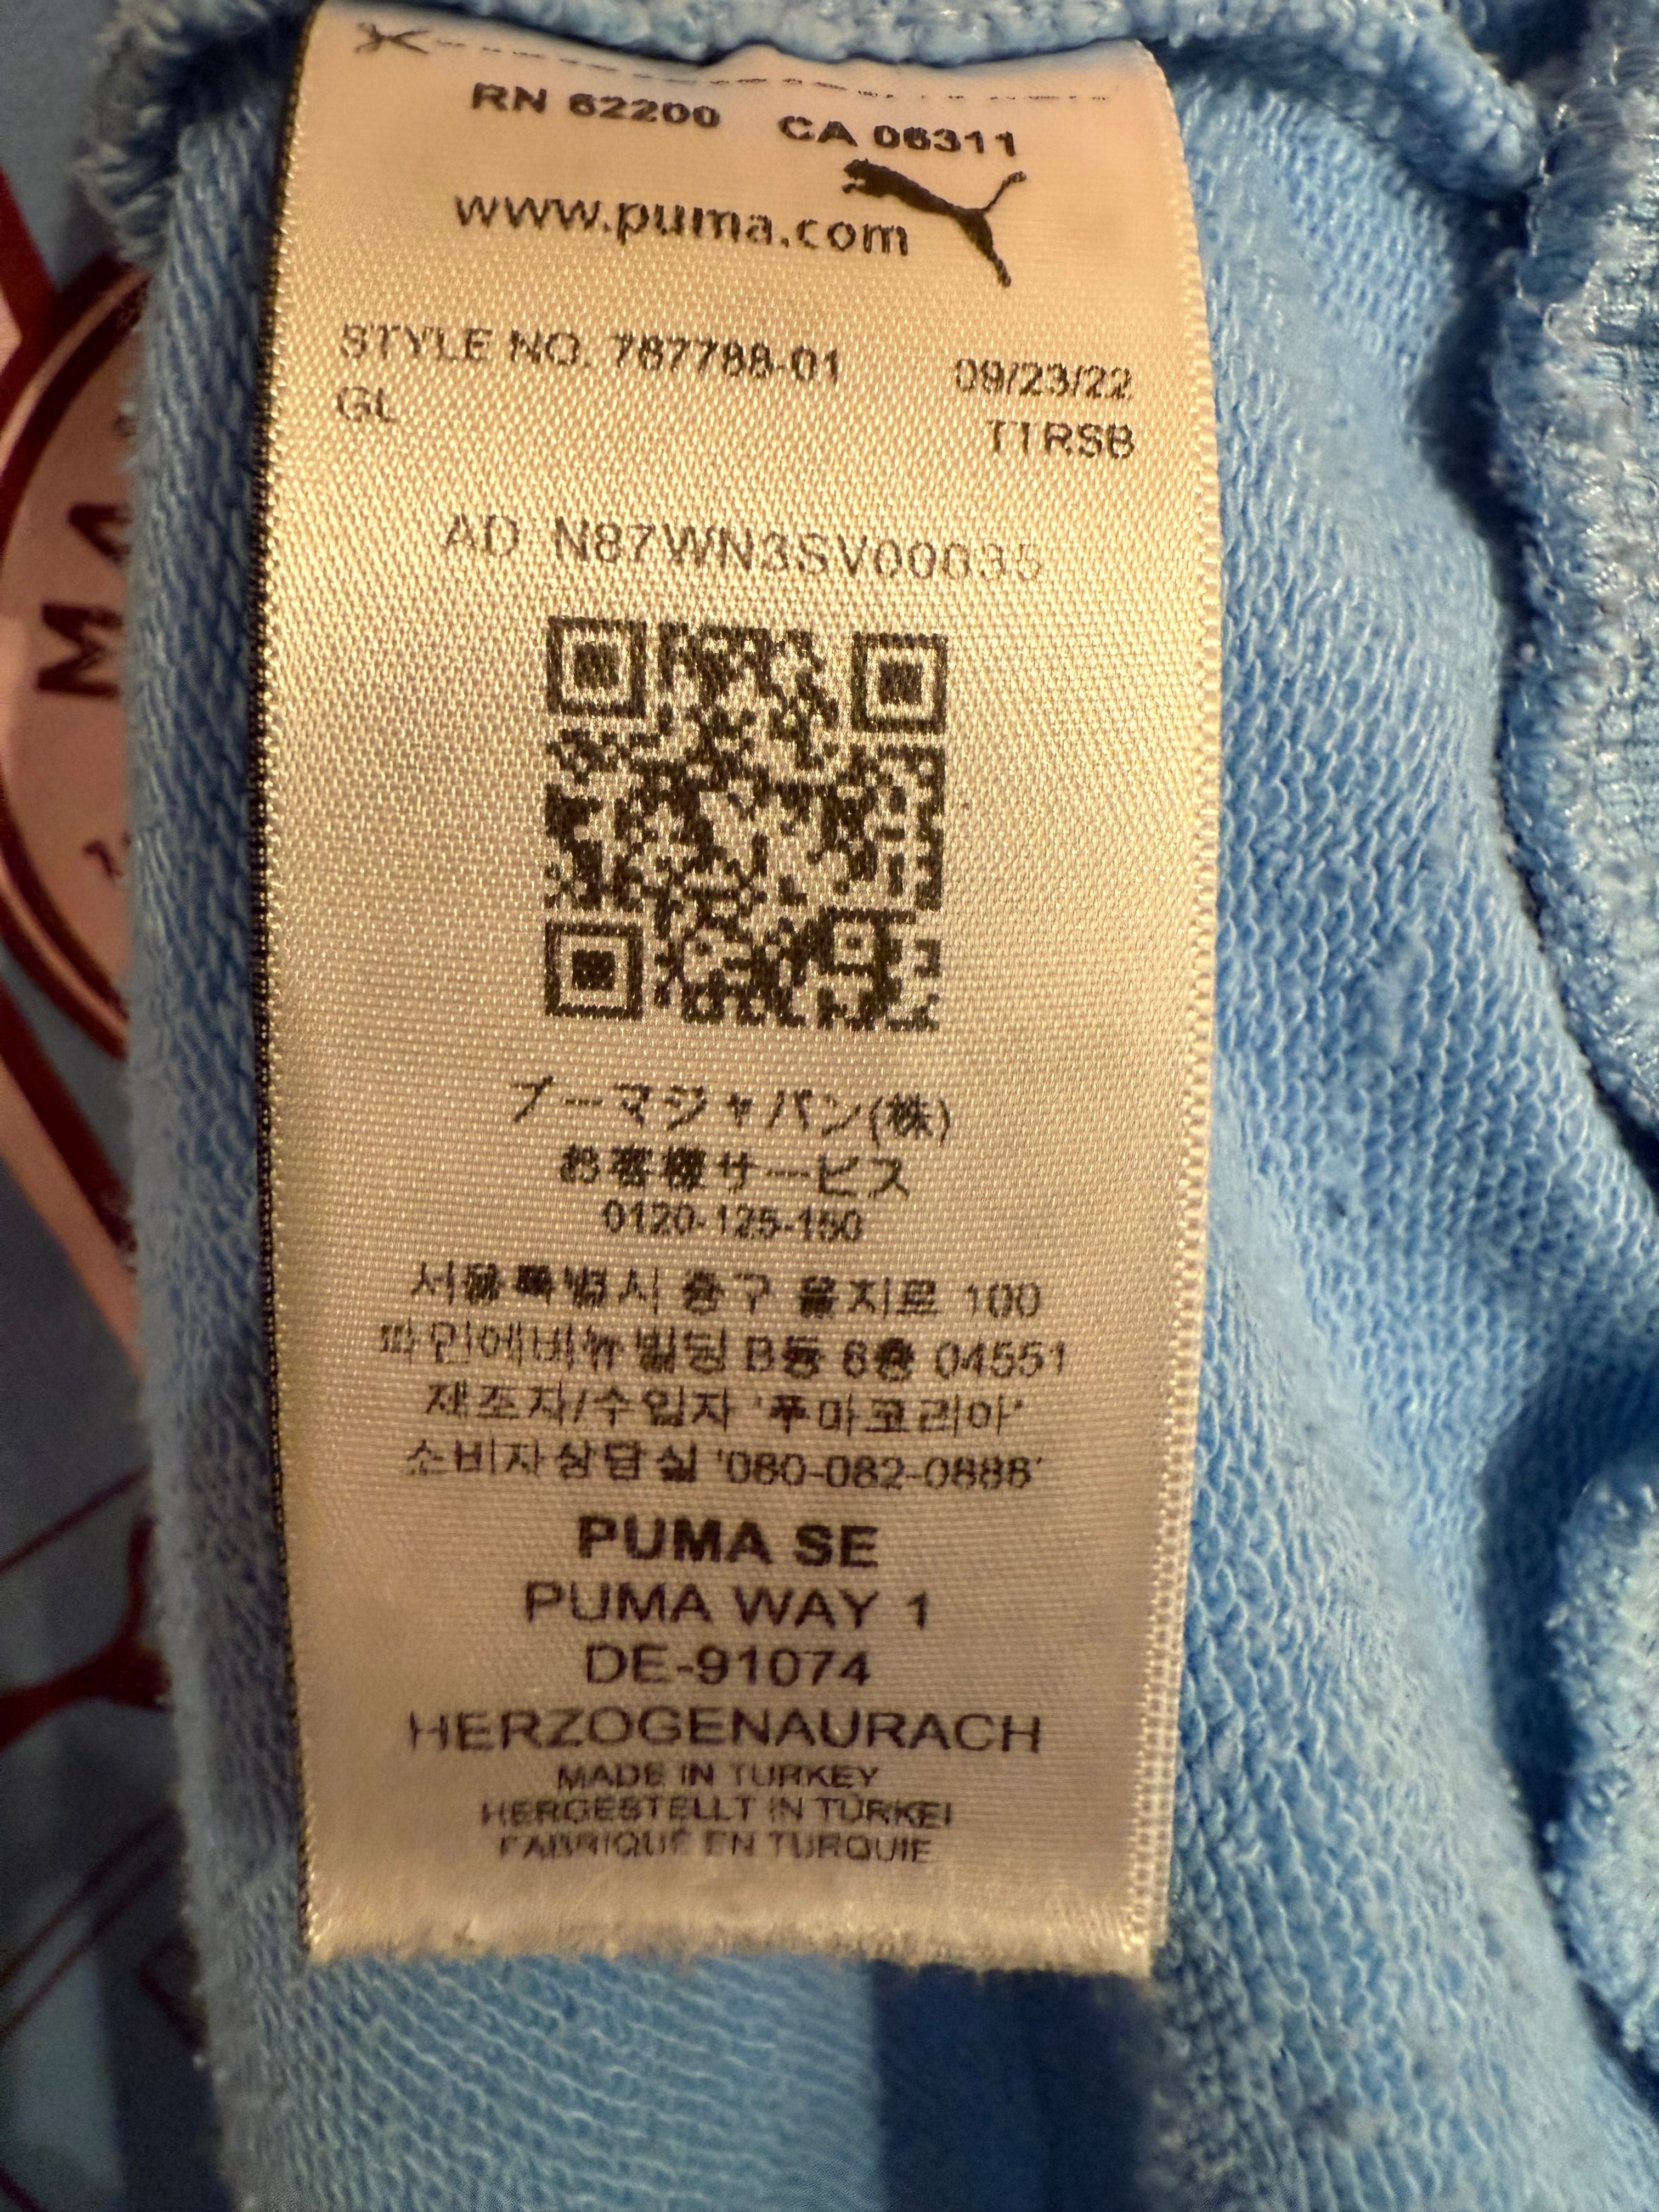 RN 62200 CA 06311
www.puma.com
STYLE NO. 767788-01 09/23/22
GL T1RSB
AD N87WN3SV00035
プーマジャパン(株)
お客様サービス
0120-125-150
서울특별시 중구 을지로 100
파인애비뉴 빌딩 B동 8층 04551
제조자/수입자 '푸마코리아'
소비자상담실 '080-082-0888'
PUMA SE
PUMA WAY 1
DE-91074
HERZOGENAURACH
MADE IN TURKEY
HERGESTELLT IN TÜRKEI
FABRIQUÉ EN TURQUIE